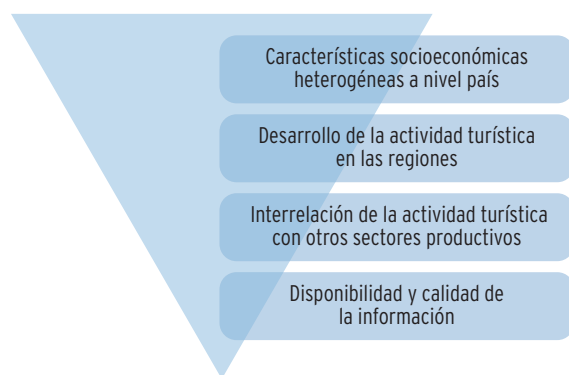 Características socioeconómicas
heterogéneas a nivel país
Desarrollo de la actividad turística
en las regiones
Interrelación de la actividad turística
con otros sectores productivos
Disponibilidad y calidad de
la información